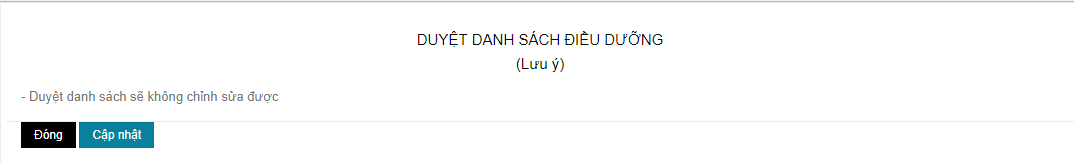 DUYỆT DANH SÁCH ĐIỀU DƯỠNG
(Lưu ý)
- Duyệt danh sách sẽ không chỉnh sửa được
Đóng Cập nhật